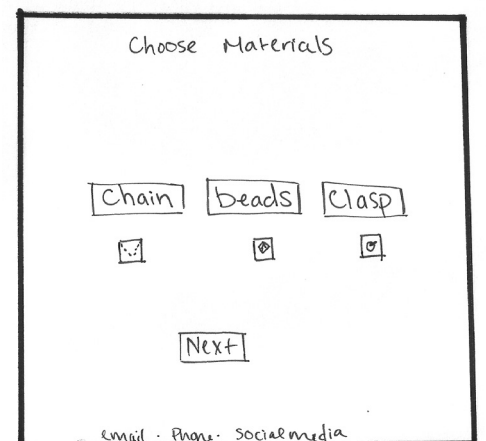 Choose Materials
Chain beads Clasp
Next
email · Phone · Social media